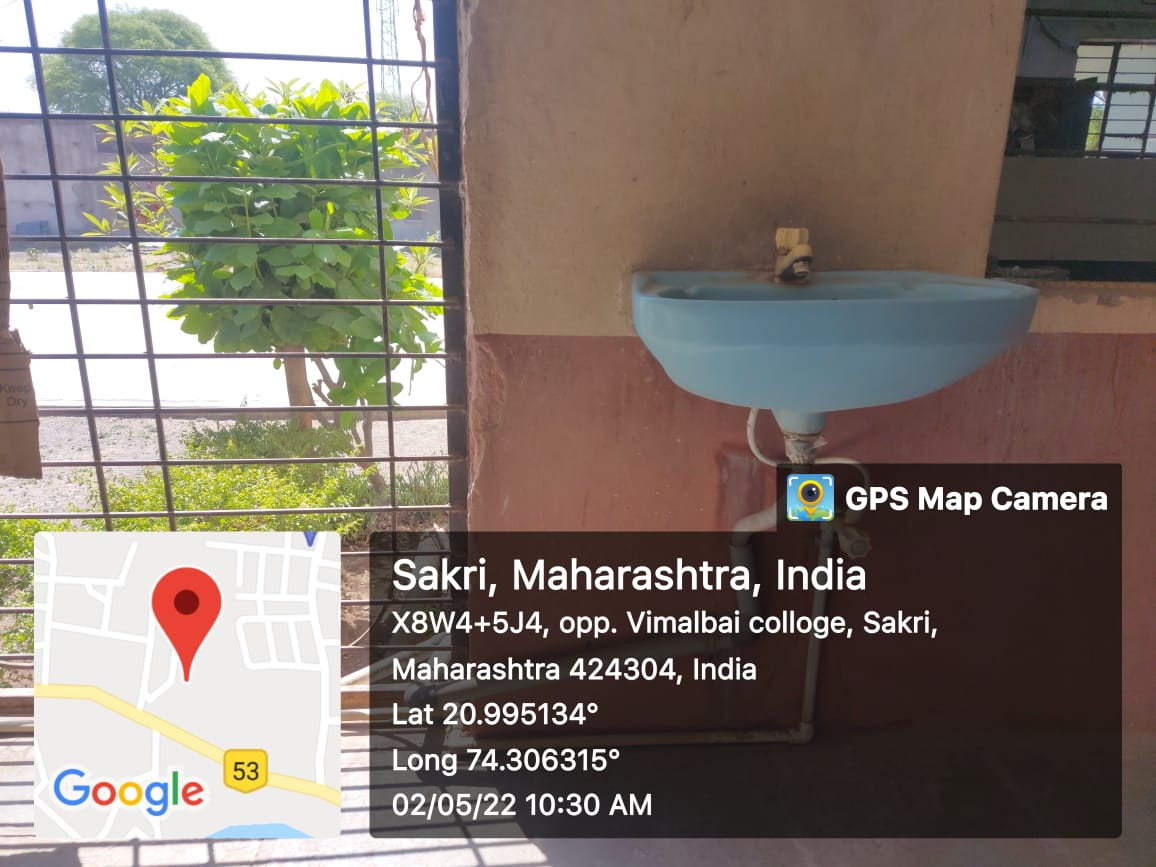 Keep
Dry
GPS Map Camera
Sakri, Maharashtra, India
X8W4+5J4, opp. Vimalbai colloge, Sakri,
Maharashtra 424304, India
Lat 20.995134°
Long 74.306315°
02/05/22 10:30 AM
53
Google